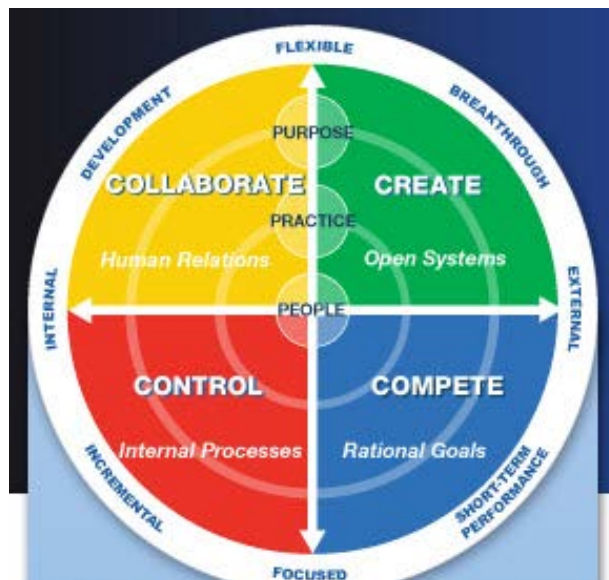 FLEXIBLE
DEVELOPMENT
BREAKTHROUGH
PURPOSE
COLLABORATE
CREATE
PRACTICE
Human Relations
Open Systems
INTERNAL
PEOPLE
EXTERNAL
CONTROL
COMPETE
Internal Processes
Rational Goals
INCREMENTAL
SHORT-TERM
PERFORMANCE
FOCUSED